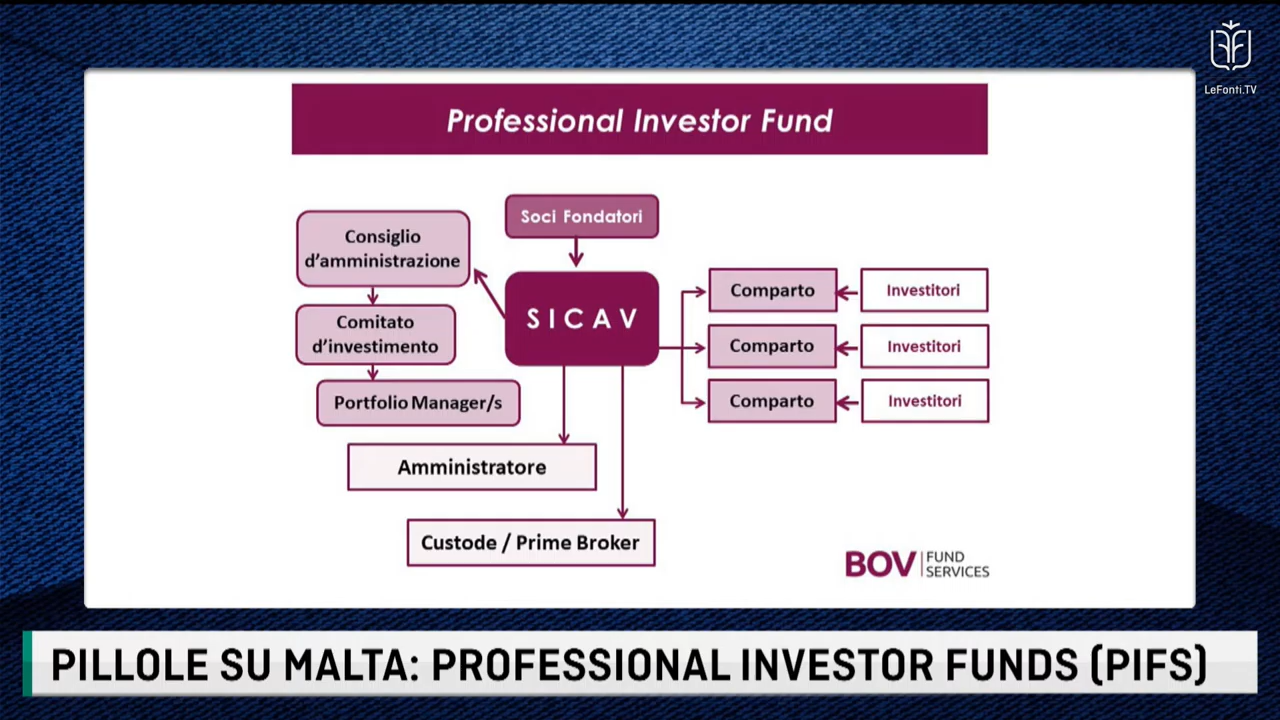 LeFonti.TV
Professional Investor Fund
Soci Fondatori
Consiglio
d'amministrazione
SICAV
Comitato
d'investimento
Portfolio Manager/s
Comparto
Investitori
Comparto
Investitori
Comparto
Investitori
Amministratore
Custode / Prime Broker
BOV
FUND
SERVICES
PILLOLE SU MALTA: PROFESSIONAL INVESTOR FUNDS (PIFS)